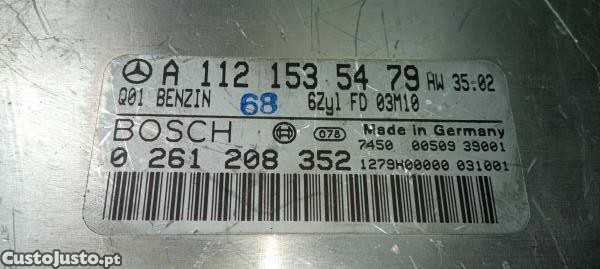 A 112 153 54 79 HW 35.02
Q01 BENZIN 68 6Zyl FD 03M10
BOSCH 078 Made in Germany
7450 00509 39001
0 261 208 352 1279H00000 031001
CustoJusto.pt